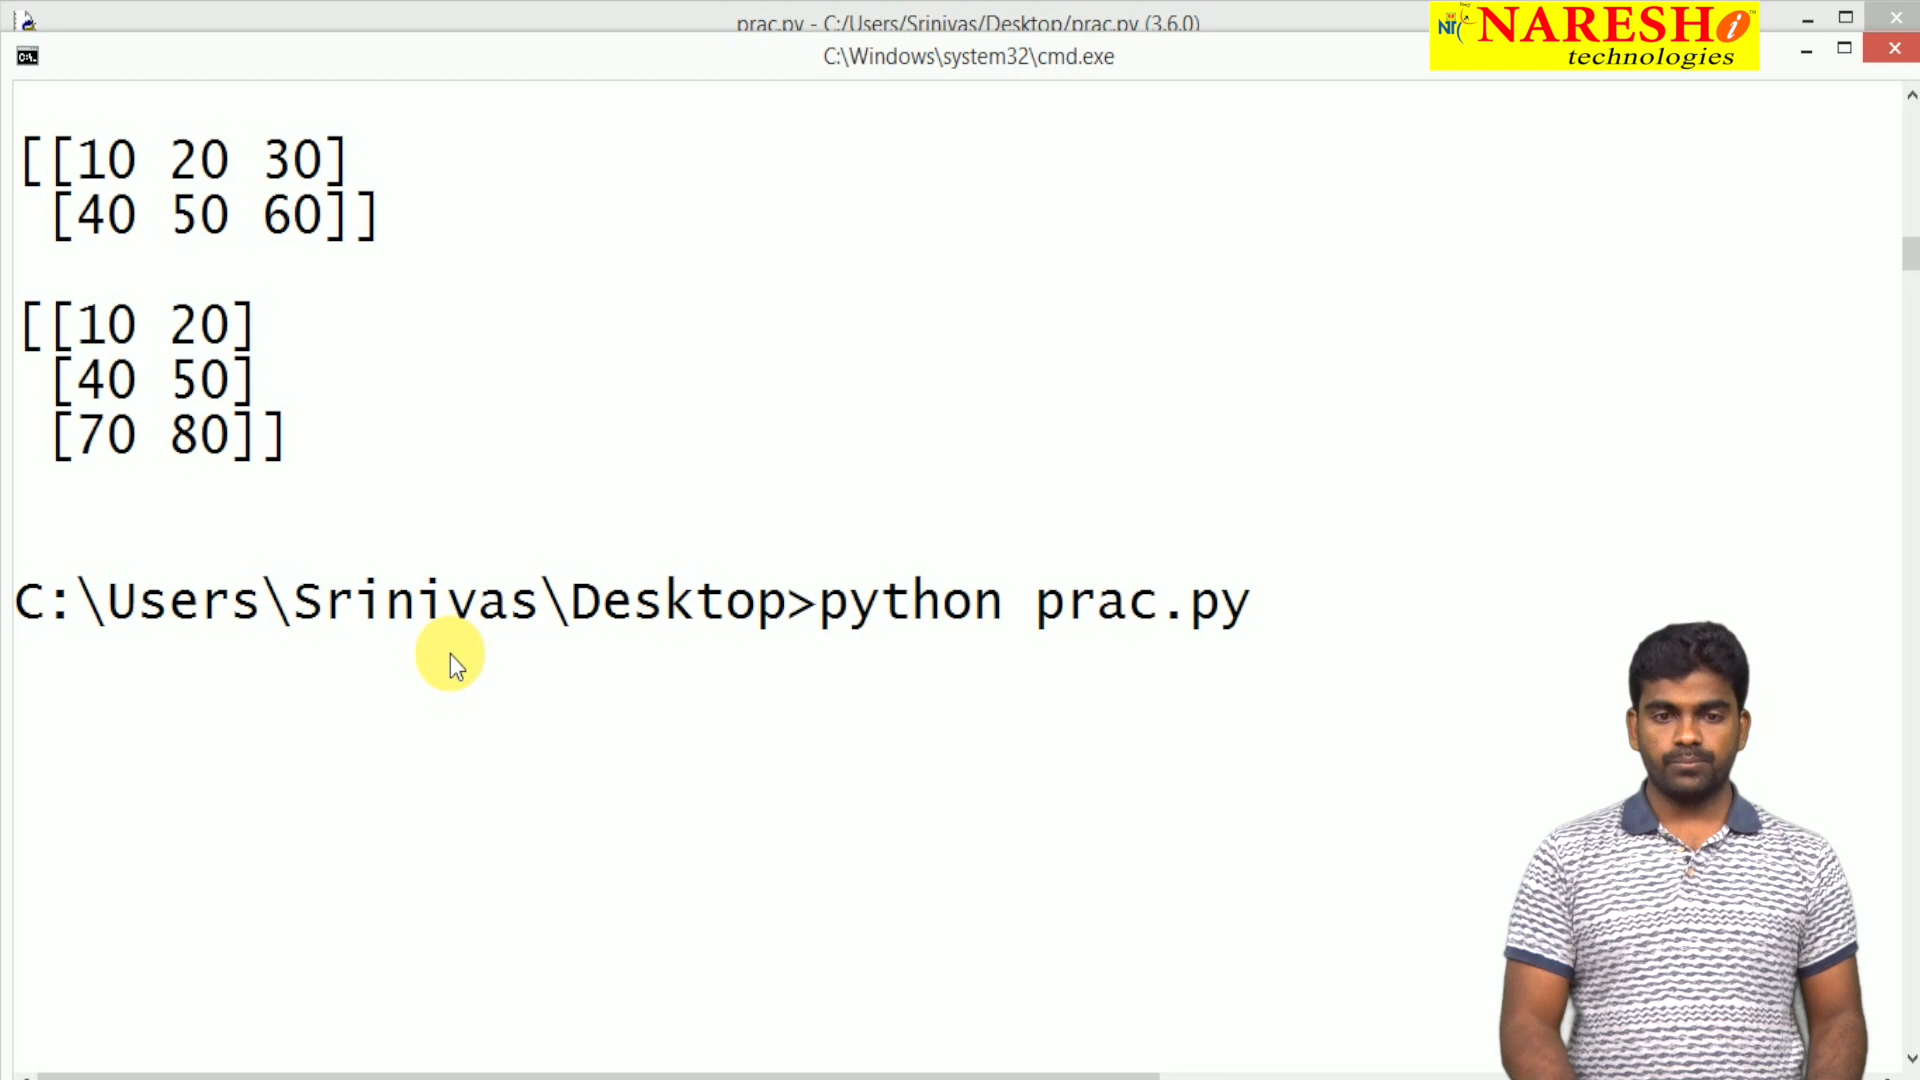 prac.py - C:/Users/Srinivas/Desktop/prac.py (3.6.0)
NARESH i
technologies
C:\Windows\system32\cmd.exe
[[10 20 30]
[40 50 60]]
[[10 20]
[40 50]
[70 80]]
C:\Users\Srinivas\Desktop>python prac.py